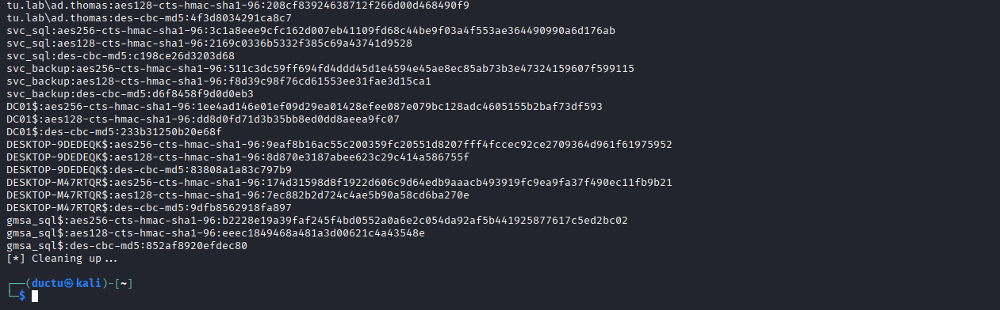 tu.lab\ad.thomas:aes128-cts-hmac-sha1-96:208cf83924638712f266d00d468490f9
tu.lab\ad.thomas:des-cbc-md5:4f3d8034291ca8c7
svc_sql:aes256-cts-hmac-sha1-96:3c1a8eee9cfc162d007eb41109fd68c44be9f03a4f553ae364490990a6d176ab
svc_sql:aes128-cts-hmac-sha1-96:2169c0336b5332f385c69a43741d9528
svc_sql:des-cbc-md5:c198ce26d3203d68
svc_backup:aes256-cts-hmac-sha1-96:511c3dc59ff694fd4ddd45d1e4594e45ae8ec85ab73b3e47324159607f599115
svc_backup:aes128-cts-hmac-sha1-96:f8d39c98f76cd61553ee31fae3d15ca1
svc_backup:des-cbc-md5:d6f8458f9d0d0eb3
DC01$:aes256-cts-hmac-sha1-96:1ee4ad146e01ef09d29ea01428efee087e079bc128adc4605155b2baf73df593
DC01$:aes128-cts-hmac-sha1-96:dd8d0fd71d3b35bb8ed0dd8aeea9fc07
DC01$:des-cbc-md5:233b31250b20e68f
DESKTOP-9DEDEQK$:aes256-cts-hmac-sha1-96:9eaf8b16ac55c200359fc20551d8207fff4fccec92ce2709364d961f61975952
DESKTOP-9DEDEQK$:aes128-cts-hmac-sha1-96:8d870e3187abee623c29c414a586755f
DESKTOP-9DEDEQK$:des-cbc-md5:83808a1a83c797b9
DESKTOP-M47RTQR$:aes256-cts-hmac-sha1-96:174d31598d8f1922d606c9d64edb9aaacb493919fc9ea9fa37f490ec11fb9b21
DESKTOP-M47RTQR$:aes128-cts-hmac-sha1-96:7ec882b2d724c4ae5b90a58cd6ba270e
DESKTOP-M47RTQR$:des-cbc-md5:9dfb8562918fa897
gmsa_sql$:aes256-cts-hmac-sha1-96:b2228e19a39faf245f4bd0552a0a6e2c054da92af5b441925877617c5ed2bc02
gmsa_sql$:aes128-cts-hmac-sha1-96:eeec1849468a481a3d00621c4a43548e
gmsa_sql$:des-cbc-md5:852af8920efdec80
[*] Cleaning up...
┌──(ductu㉿kali)-[~]
└─$